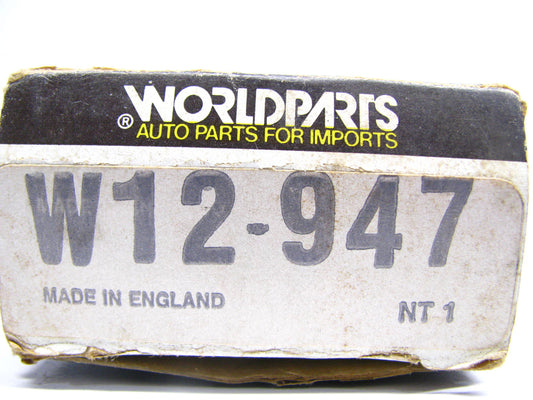 WORLDPARTS
® AUTO PARTS FOR IMPORTS
W12-947
MADE IN ENGLAND NT 1